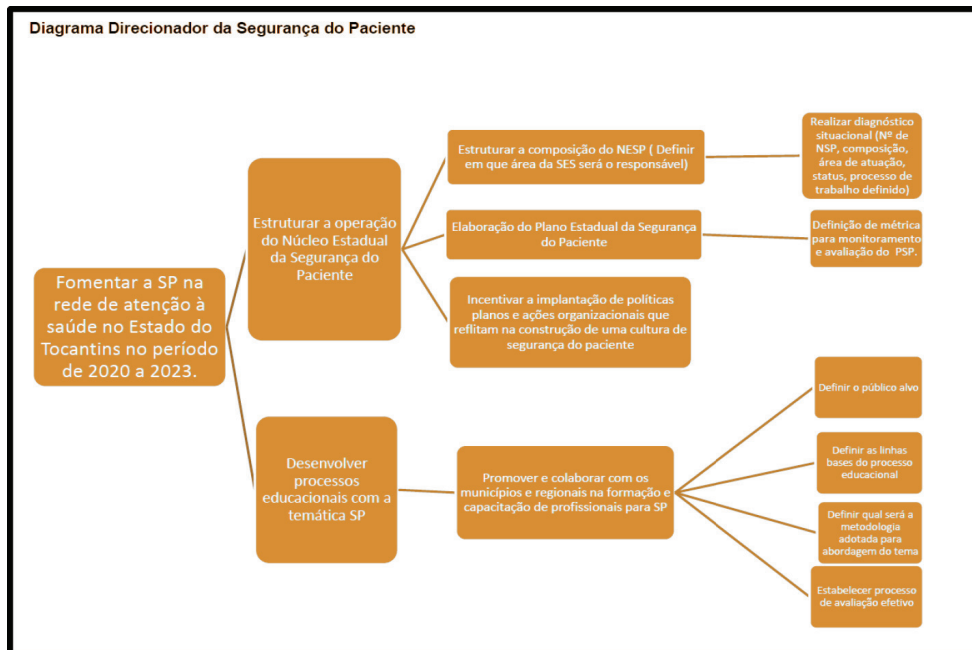 Diagrama Direcionador da Segurança do Paciente
Fomentar a SP na
rede de atenção à
saúde no Estado do
Tocantins no período
de 2020 a 2023.
Estruturar a operação
do Núcleo Estadual
da Segurança do
Paciente
Estruturar a composição do NESP ( Definir
em que área da SES será o responsável)
Realizar diagnóstico
situacional (Nº de
NSP, composição,
área de atuação,
status, processo de
trabalho definido)
Elaboração do Plano Estadual da Segurança
do Paciente
Definição de métrica
para monitoramento
e avaliação do PSP.
Incentivar a implantação de políticas
planos e ações organizacionais que
reflitam na construção de uma cultura de
segurança do paciente
Desenvolver
processos
educacionais com a
temática SP
Promover e colaborar com os
municípios e regionais na formação e
capacitação de profissionais para SP
Definir o público alvo
Definir as linhas
bases do processo
educacional
Definir qual será a
metodologia
adotada para
abordagem do tema
Estabelecer processo
de avaliação efetivo